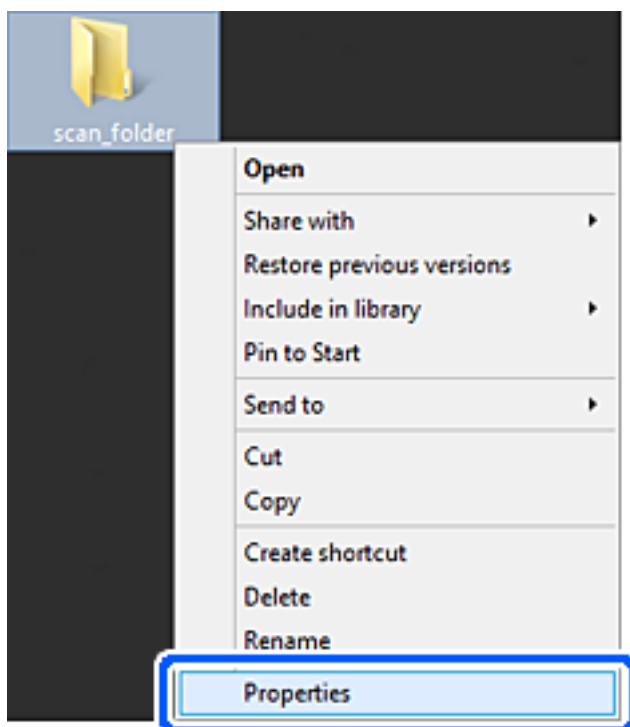 scan_folder
Open
Share with
Restore previous versions
Include in library
Pin to Start
Send to
Cut
Copy
Create shortcut
Delete
Rename
Properties